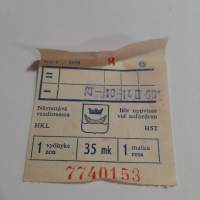 =
=
Näytettävä Bör uppvisas
vaadittaessa vid anfordran
HKL HST
1 vyöhyke zon 35 mk 1 matka resa
7740153